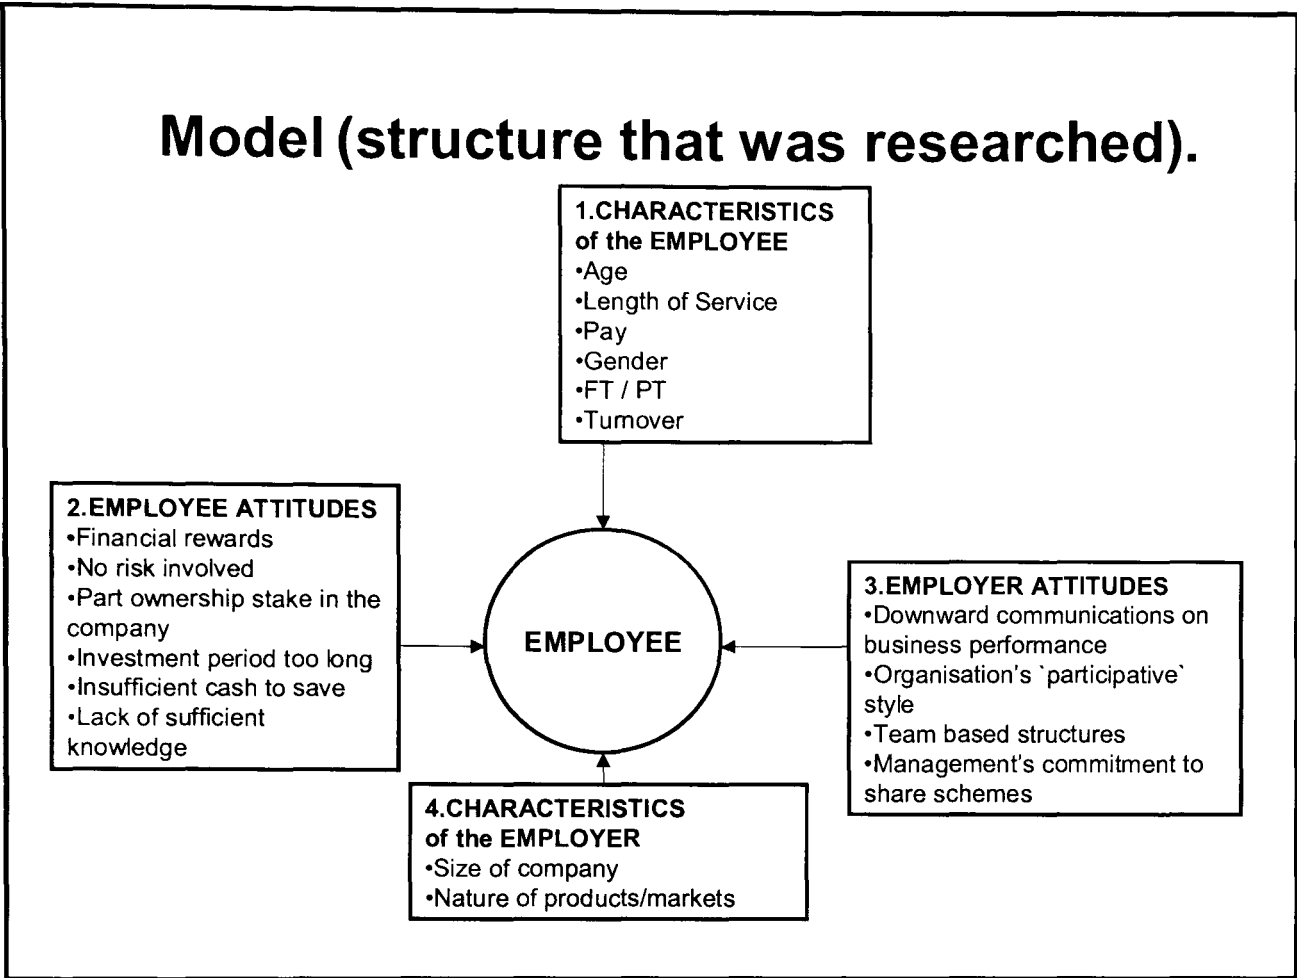 Model (structure that was researched).
1.CHARACTERISTICS
of the EMPLOYEE
•Age
•Length of Service
•Pay
•Gender
•FT / PT
•Turnover
2.EMPLOYEE ATTITUDES
•Financial rewards
•No risk involved
•Part ownership stake in the
company
•Investment period too long
•Insufficient cash to save
•Lack of sufficient
knowledge
EMPLOYEE
3.EMPLOYER ATTITUDES
•Downward communications on
business performance
•Organisation's `participative`
style
•Team based structures
•Management's commitment to
share schemes
4.CHARACTERISTICS
of the EMPLOYER
•Size of company
•Nature of products/markets